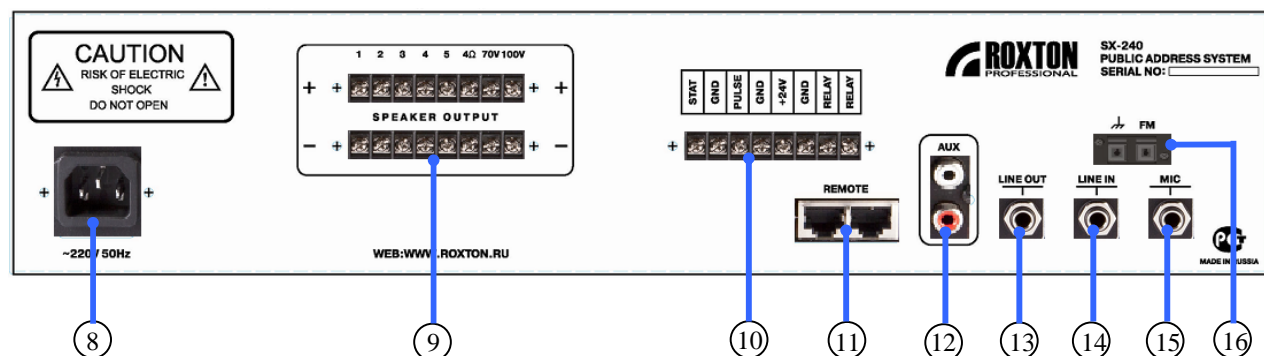 CAUTION
RISK OF ELECTRIC
SHOCK
DO NOT OPEN
1 2 3 4 5 4Ω 70V 100V
+ +
SPEAKER OUTPUT
− −
~220V 50Hz
WEB:WWW.ROXTON.RU
STAT GND PULSE GND +24V GND RELAY RELAY
REMOTE
AUX
ROXTON
PROFESSIONAL
SX-240
PUBLIC ADDRESS SYSTEM
SERIAL NO:
FM
LINE OUT LINE IN MIC
РСТ
MADE IN RUSSIA
8 9 10 11 12 13 14 15 16